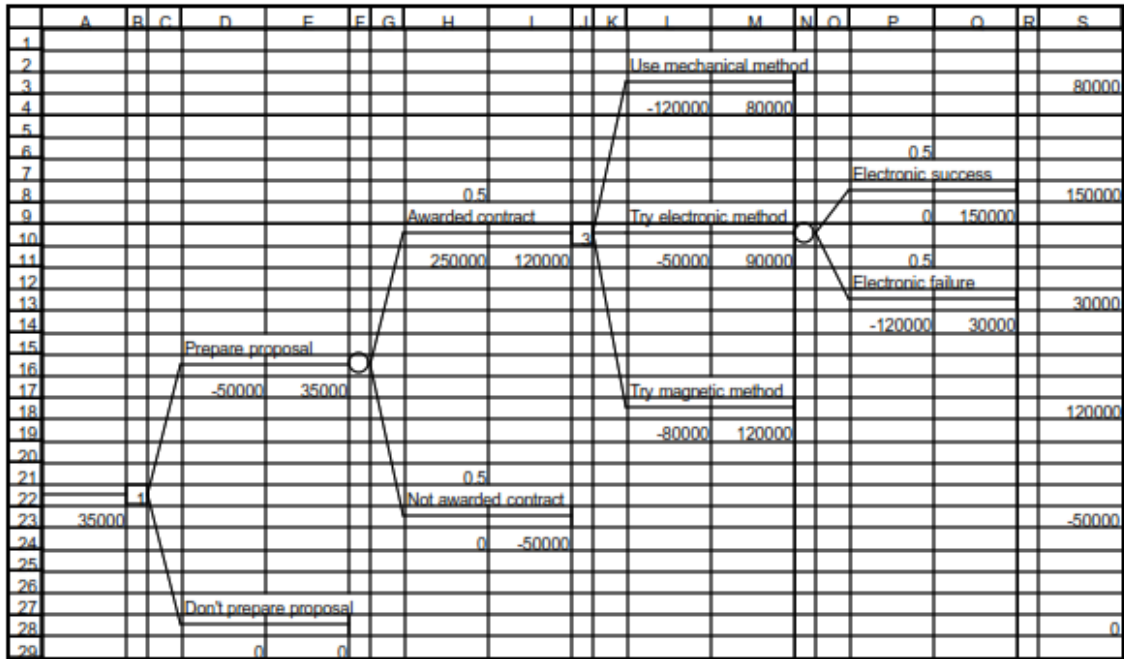 A B C D E F G H I J K L M N O P Q R S
1
2 Use mechanical method
3 80000
4 -120000 80000
5
6 0.5
7 Electronic success
8 0.5 150000
9 Awarded contract Try electronic method 0 150000
10 3
11 250000 120000 -50000 90000 0.5
12 Electronic failure
13 30000
14 -120000 30000
15 Prepare proposal
16
17 -50000 35000 Try magnetic method
18 120000
19 -80000 120000
20
21 0.5
22 1 Not awarded contract
23 35000 -50000
24 0 -50000
25
26
27 Don't prepare proposal
28 0
29 0 0